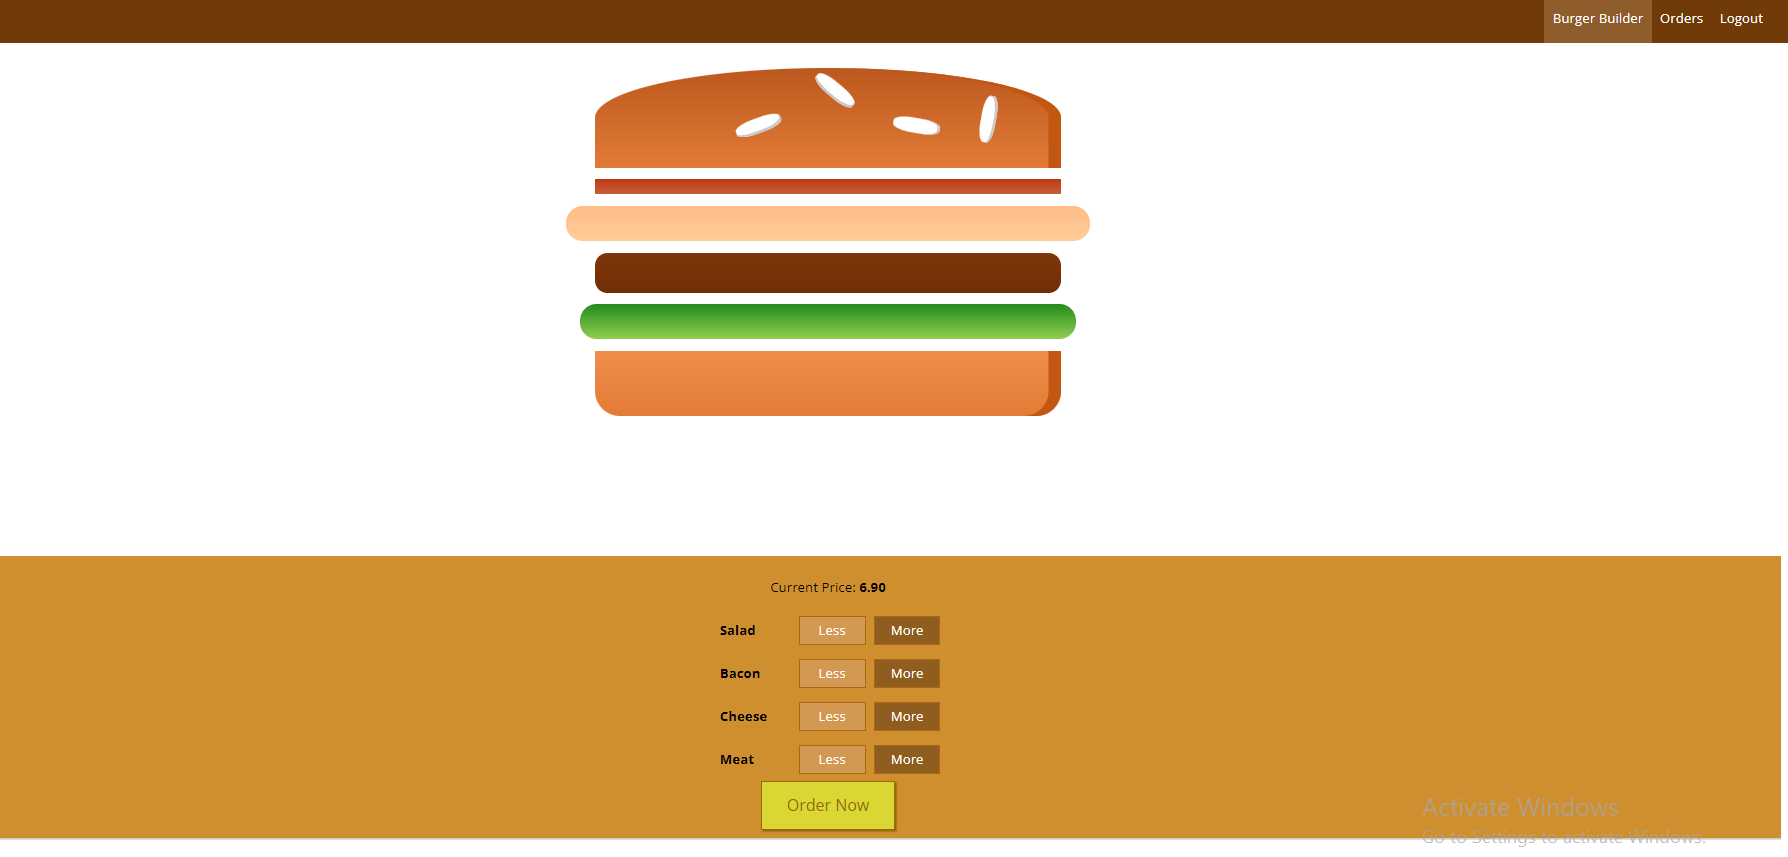 Burger Builder Orders Logout
Current Price: 6.90
Salad Less More
Bacon Less More
Cheese Less More
Meat Less More
Order Now
Activate Windows
Go to Settings to activate Windows.